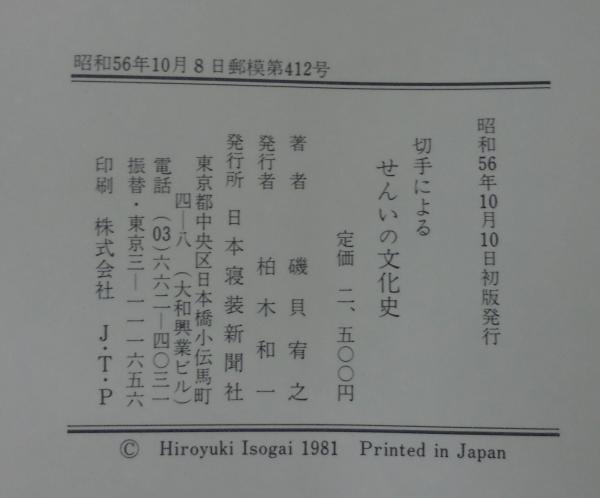 昭和56年10月8日郵模第412号
昭和56年10月10日初版発行
切手による
せんいの文化史
定価 二、五〇〇円
著者 磯貝宥之
発行者 柏木和一
発行所 日本寝装新聞社
東京都中央区日本橋小伝馬町
四―八 (大和興業ビル)
電話 (03)六六二―四〇三一
振替・東京三―一一一六五六
印刷 株式会社 J・T・P
© Hiroyuki Isogai 1981 Printed in Japan